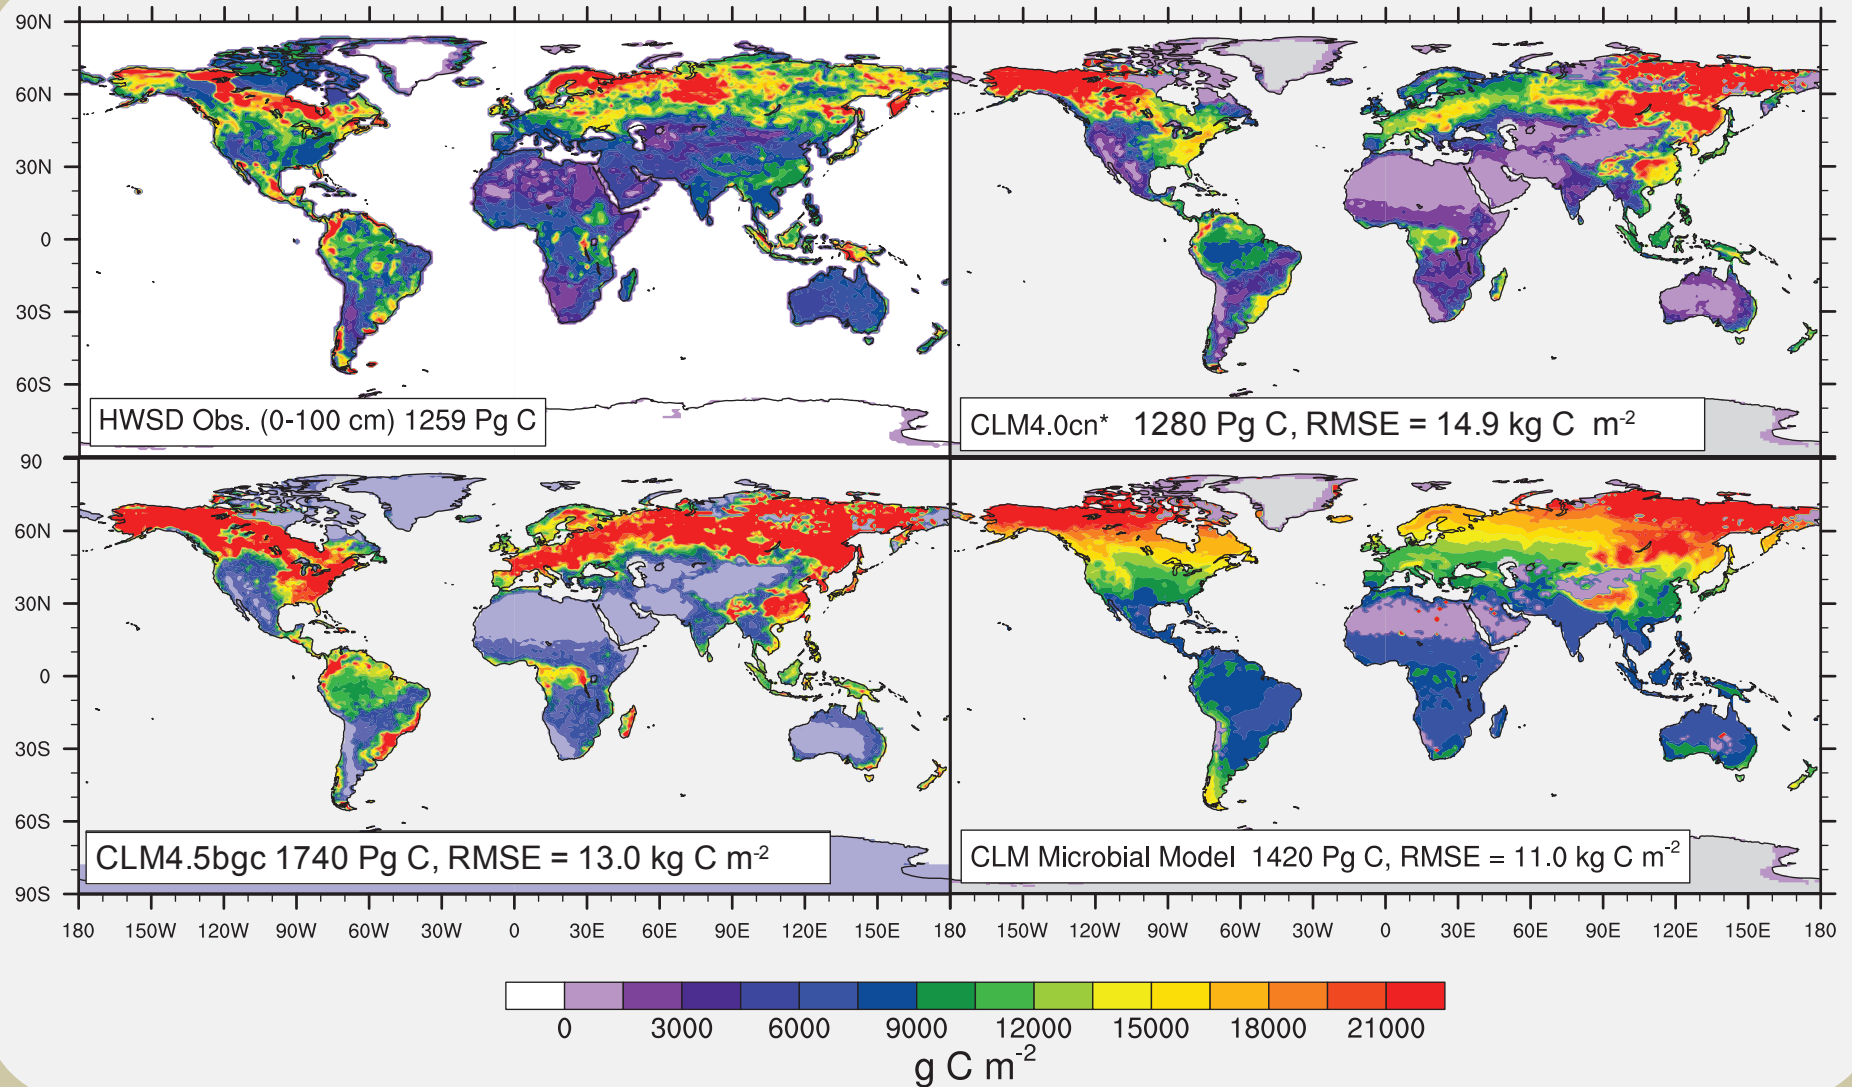 90N
60N
30N
0
30S
60S
HWSD Obs. (0-100 cm) 1259 Pg C
CLM4.0cn* 1280 Pg C, RMSE = 14.9 kg C m-2
90
60N
30N
0
30S
60S
90S
CLM4.5bgc 1740 Pg C, RMSE = 13.0 kg C m-2
CLM Microbial Model 1420 Pg C, RMSE = 11.0 kg C m-2
180 150W 120W 90W 60W 30W 0 30E 60E 90E 120E 150E 180 150W 120W 90W 60W 30W 0 30E 60E 90E 120E 150E 180
0 3000 6000 9000 12000 15000 18000 21000
g C m-2